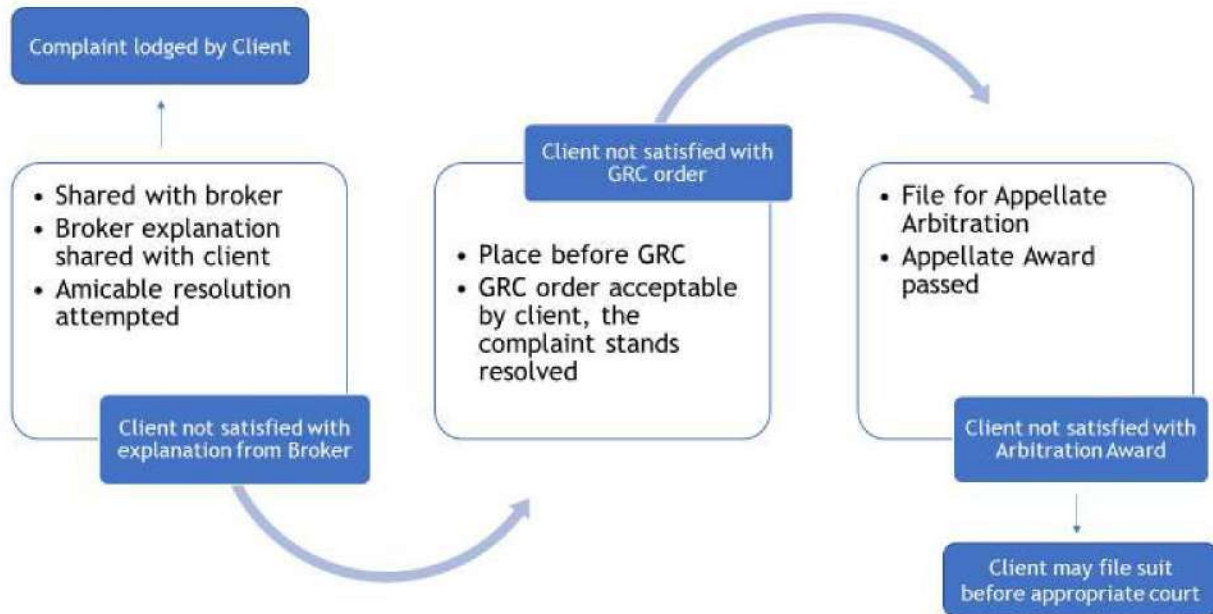 Complaint lodged by Client
• Shared with broker
• Broker explanation
shared with client
• Amicable resolution
attempted
Client not satisfied with
explanation from Broker
Client not satisfied with
GRC order
• Place before GRC
• GRC order acceptable
by client, the
complaint stands
resolved
• File for Appellate
Arbitration
• Appellate Award
passed
Client not satisfied with
Arbitration Award
Client may file suit
before appropriate court